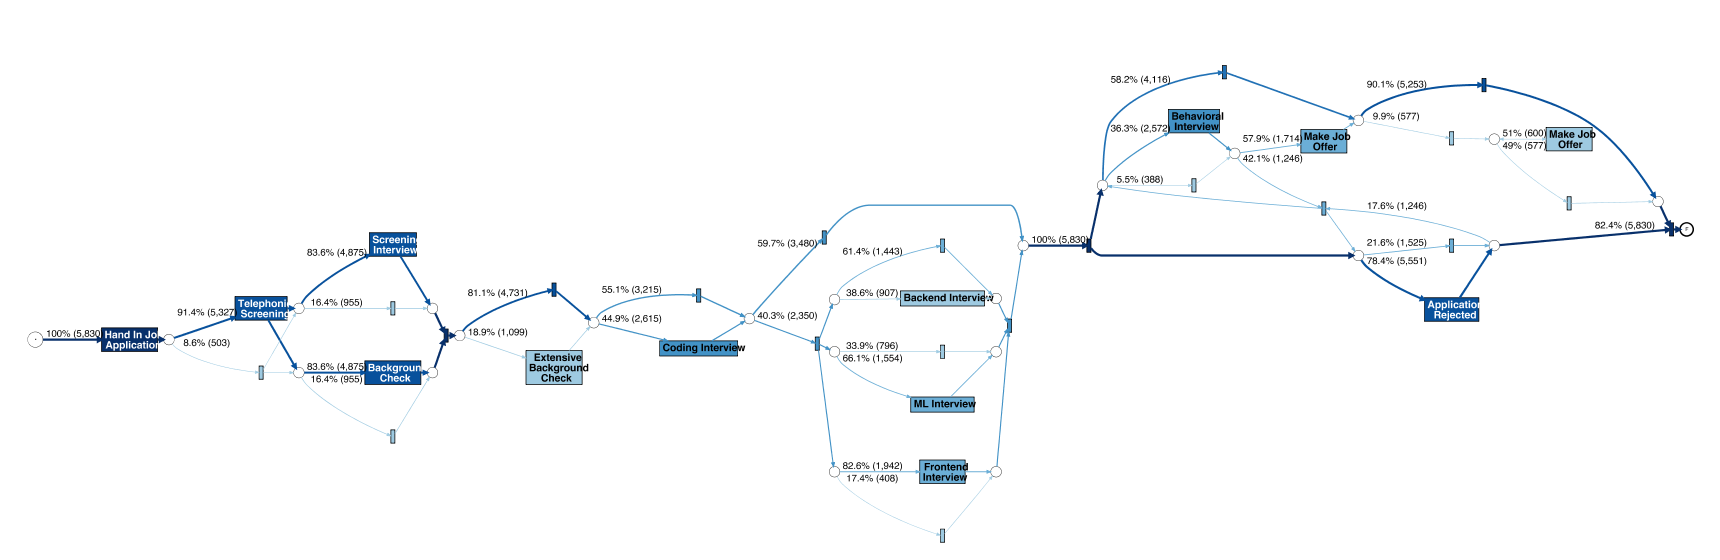 100% (5,830)
Hand In Jo
Application
91.4% (5,327)
8.6% (503)
Telephoni
Screening
83.6% (4,875)
16.4% (955)
Screening
Interview
83.6% (4,875)
16.4% (955)
Backgroun
Check
81.1% (4,731)
18.9% (1,099)
Extensive
Background
Check
55.1% (3,215)
44.9% (2,615)
Coding Interview
59.7% (3,480)
40.3% (2,350)
61.4% (1,443)
38.6% (907)
Backend Interview
33.9% (796)
66.1% (1,554)
ML Interview
82.6% (1,942)
17.4% (408)
Frontend
Interview
100% (5,830)
58.2% (4,116)
36.3% (2,572)
5.5% (388)
Behavioral
Interview
57.9% (1,714)
42.1% (1,246)
Make Job
Offer
90.1% (5,253)
9.9% (577)
51% (600)
49% (577)
Make Job
Offer
17.6% (1,246)
82.4% (5,830)
21.6% (1,525)
78.4% (5,551)
Application
Rejected
F